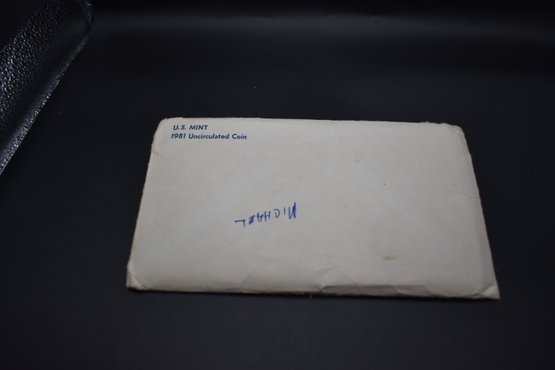 U.S. MINT
1981 Uncirculated Coin
MICHAEL